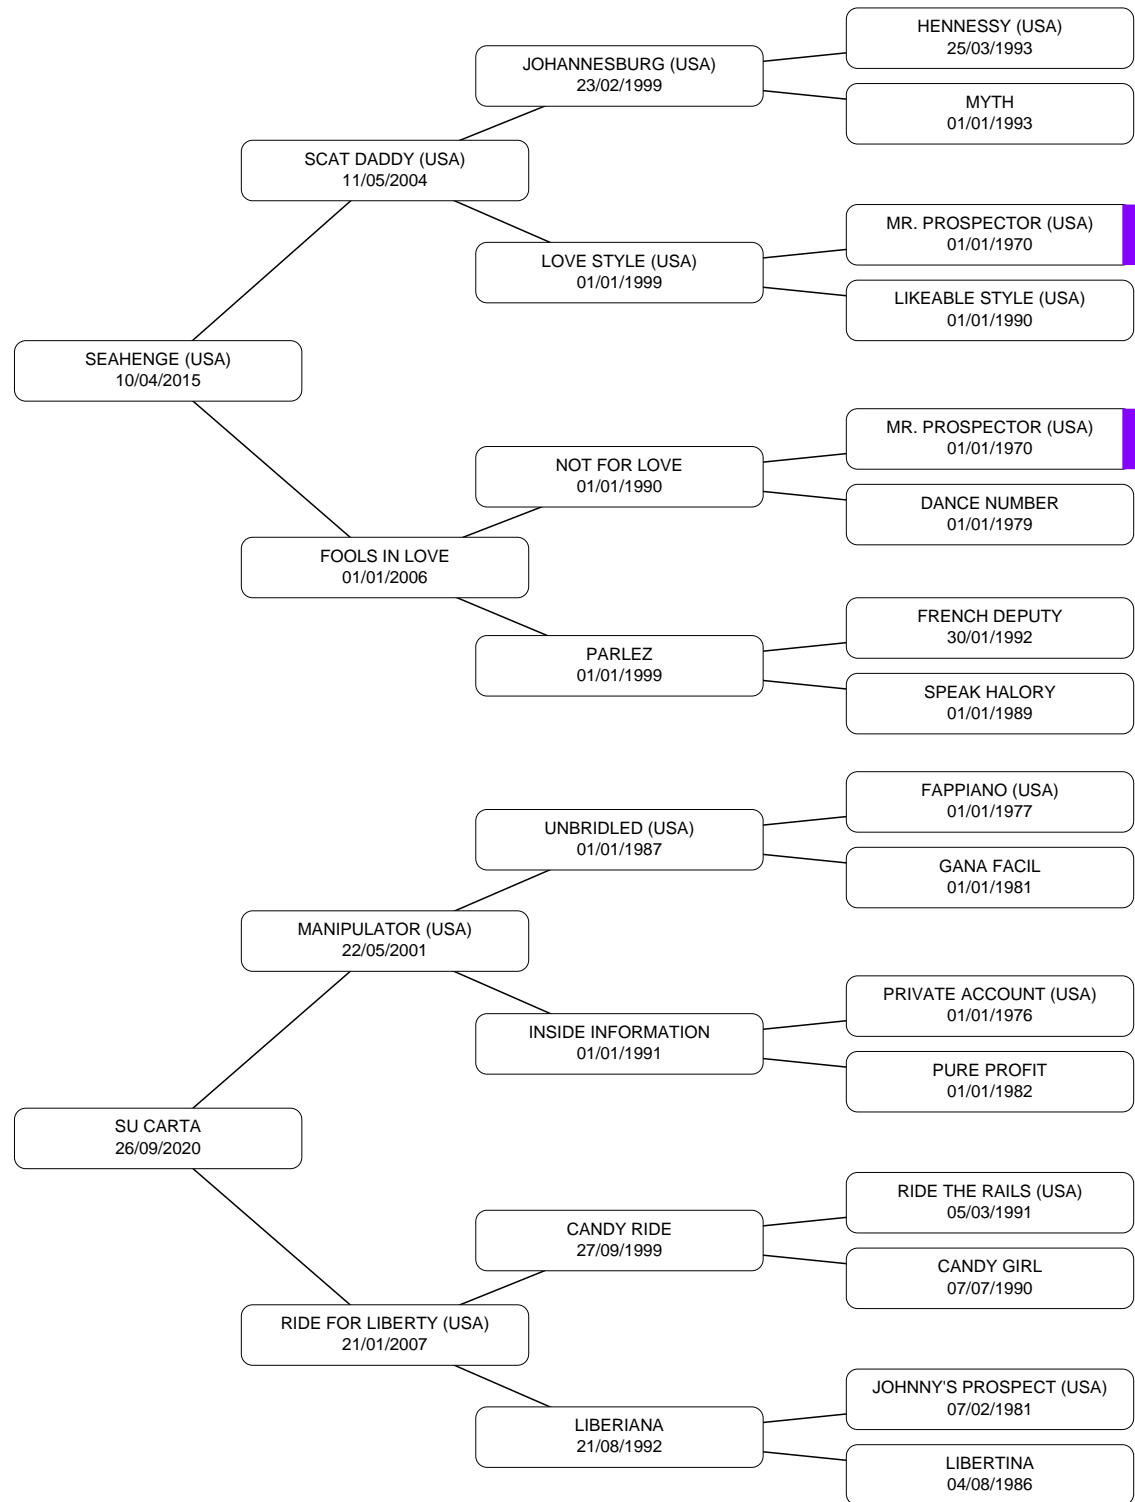 HENNESSY (USA)
25/03/1993
JOHANNESBURG (USA)
23/02/1999
MYTH
01/01/1993
SCAT DADDY (USA)
11/05/2004
MR. PROSPECTOR (USA)
01/01/1970
LOVE STYLE (USA)
01/01/1999
LIKEABLE STYLE (USA)
01/01/1990
SEAHENGE (USA)
10/04/2015
MR. PROSPECTOR (USA)
01/01/1970
NOT FOR LOVE
01/01/1990
DANCE NUMBER
01/01/1979
FOOLS IN LOVE
01/01/2006
FRENCH DEPUTY
30/01/1992
PARLEZ
01/01/1999
SPEAK HALORY
01/01/1989
FAPPIANO (USA)
01/01/1977
UNBRIDLED (USA)
01/01/1987
GANA FACIL
01/01/1981
MANIPULATOR (USA)
22/05/2001
PRIVATE ACCOUNT (USA)
01/01/1976
INSIDE INFORMATION
01/01/1991
PURE PROFIT
01/01/1982
SU CARTA
26/09/2020
RIDE THE RAILS (USA)
05/03/1991
CANDY RIDE
27/09/1999
CANDY GIRL
07/07/1990
RIDE FOR LIBERTY (USA)
21/01/2007
JOHNNY'S PROSPECT (USA)
07/02/1981
LIBERIANA
21/08/1992
LIBERTINA
04/08/1986